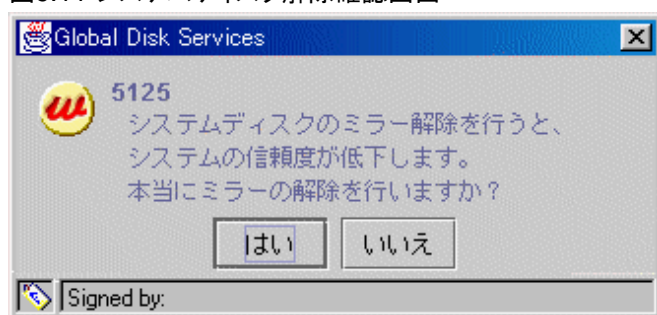 Global Disk Services
5125
システムディスクのミラー解除を行うと、
システムの信頼度が低下します。
本当にミラーの解除を行いますか？
はい いいえ
Signed by: